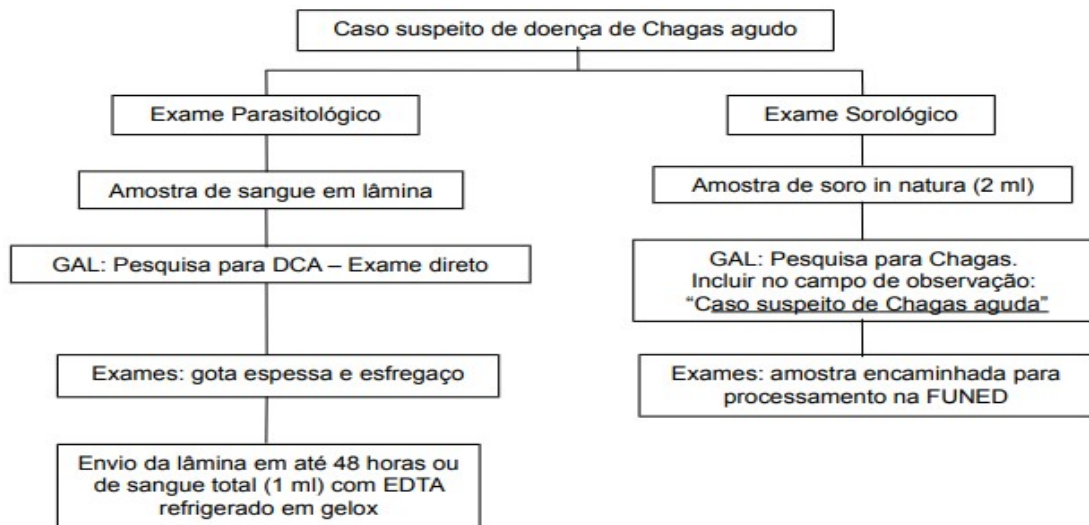 Caso suspeito de doença de Chagas agudo
Exame Parasitológico
Exame Sorológico
Amostra de sangue em lâmina
Amostra de soro in natura (2 ml)
GAL: Pesquisa para DCA – Exame direto
GAL: Pesquisa para Chagas.
Incluir no campo de observação:
“Caso suspeito de Chagas aguda”
Exames: gota espessa e esfregaço
Exames: amostra encaminhada para
processamento na FUNED
Envio da lâmina em até 48 horas ou
de sangue total (1 ml) com EDTA
refrigerado em gelox